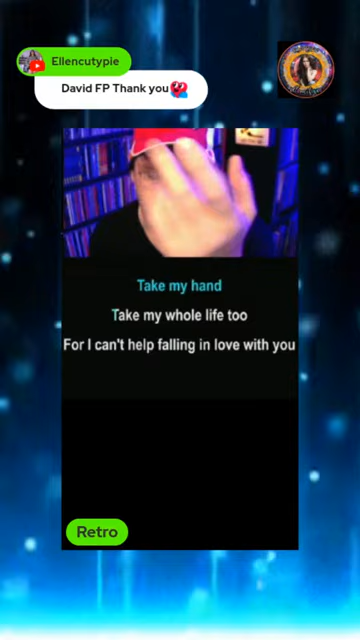 Ellencutypie
David FP Thank you
Take my hand
Take my whole life too
For I can't help falling in love with you
Retro